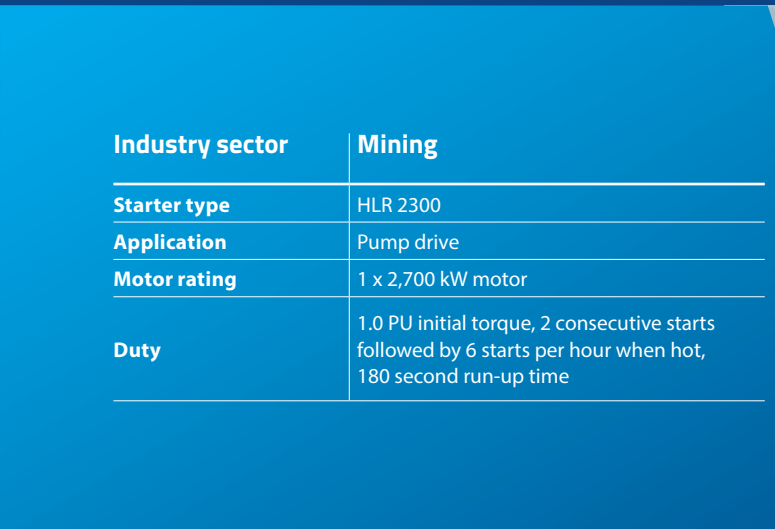 Industry sector Mining
Starter type HLR 2300
Application Pump drive
Motor rating 1 x 2,700 kW motor
Duty 1.0 PU initial torque, 2 consecutive starts
followed by 6 starts per hour when hot,
180 second run-up time